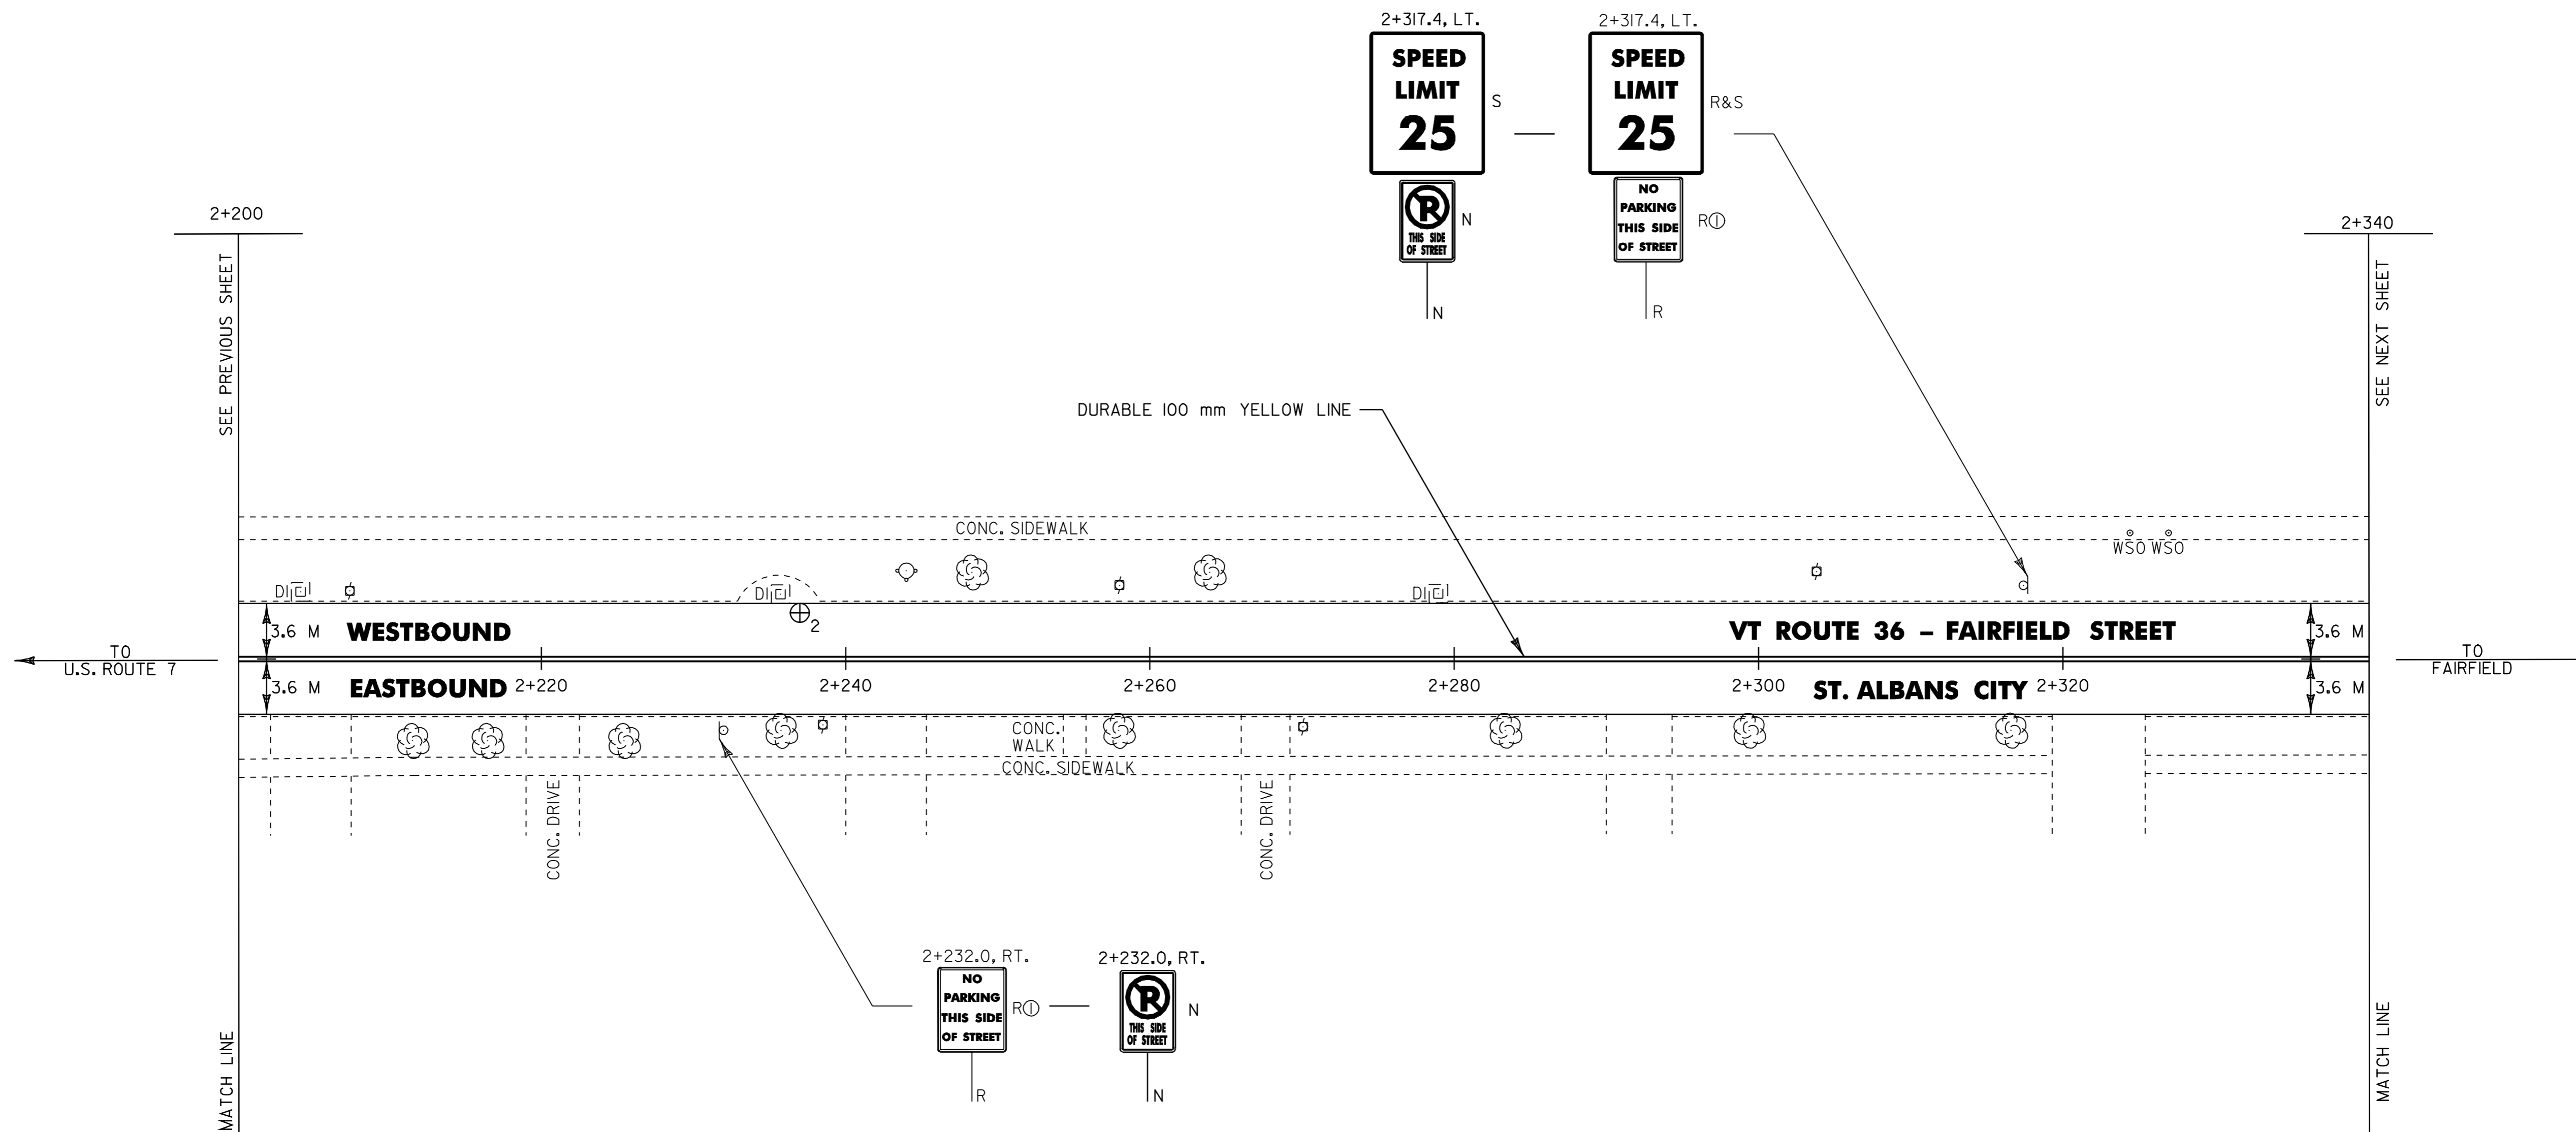 2+317.4, LT.
SPEED
LIMIT
25
S
N
THIS SIDE
OF STREET
N
2+317.4, LT.
SPEED
LIMIT
25
R&S
NO
PARKING
THIS SIDE
OF STREET
R①
R
2+200
SEE PREVIOUS SHEET
2+340
SEE NEXT SHEET
DURABLE 100 mm YELLOW LINE
CONC. SIDEWALK
WSO WSO
DI
DI
DI
2
3.6 M
WESTBOUND
VT ROUTE 36 – FAIRFIELD STREET
3.6 M
TO
U.S. ROUTE 7
TO
FAIRFIELD
3.6 M
EASTBOUND
2+220
2+240
2+260
2+280
2+300
ST. ALBANS CITY
2+320
3.6 M
CONC.
WALK
CONC. SIDEWALK
CONC. DRIVE
CONC. DRIVE
2+232.0, RT.
NO
PARKING
THIS SIDE
OF STREET
R①
R
2+232.0, RT.
P
THIS SIDE
OF STREET
N
N
MATCH LINE
MATCH LINE